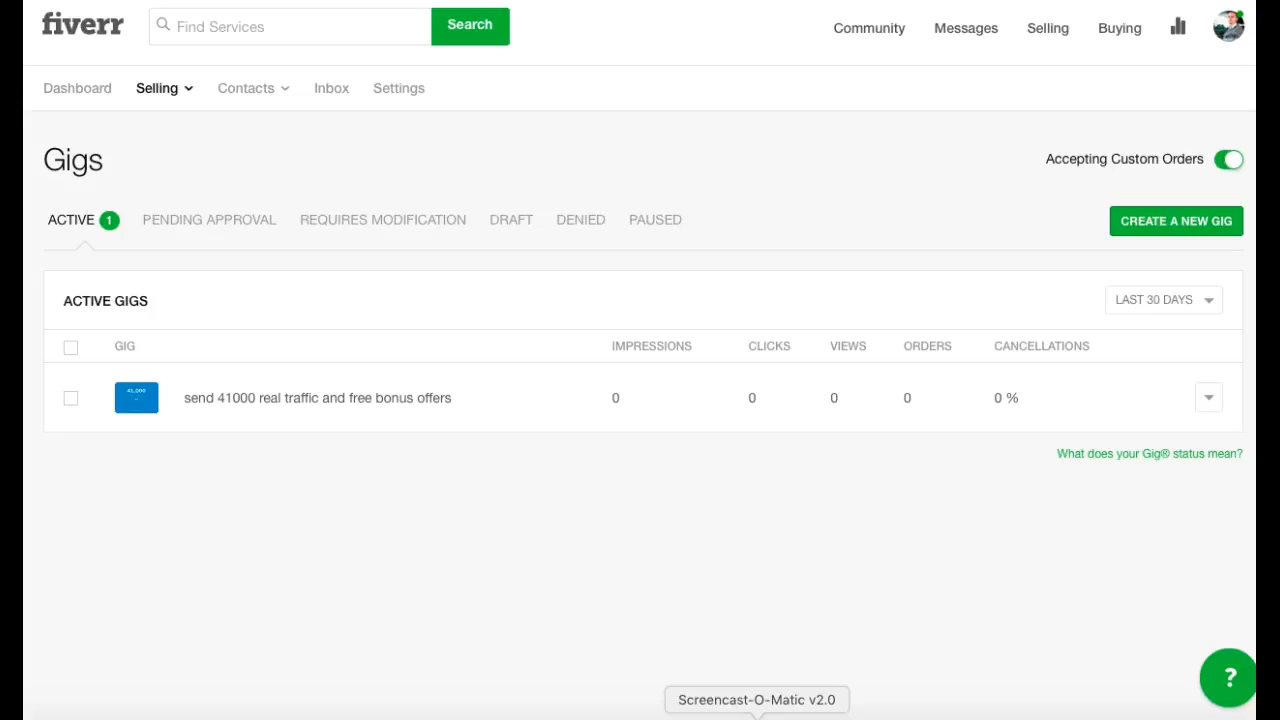 fiverr
Find Services
Search
Community
Messages
Selling
Buying
Dashboard
Selling
Contacts
Inbox
Settings
Gigs
Accepting Custom Orders
ACTIVE 1
PENDING APPROVAL
REQUIRES MODIFICATION
DRAFT
DENIED
PAUSED
CREATE A NEW GIG
ACTIVE GIGS
LAST 30 DAYS
GIG
IMPRESSIONS
CLICKS
VIEWS
ORDERS
CANCELLATIONS
41,000
send 41000 real traffic and free bonus offers
0
0
0
0
0 %
What does your Gig® status mean?
?
Screencast-O-Matic v2.0